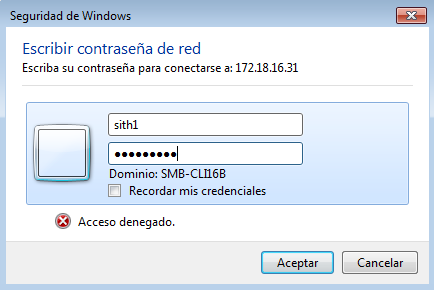 Seguridad de Windows
Escribir contraseña de red
Escriba su contraseña para conectarse a: 172.18.16.31
sith1
●●●●●●●●●
Dominio: SMB-CLI16B
Recordar mis credenciales
Acceso denegado.
Aceptar
Cancelar